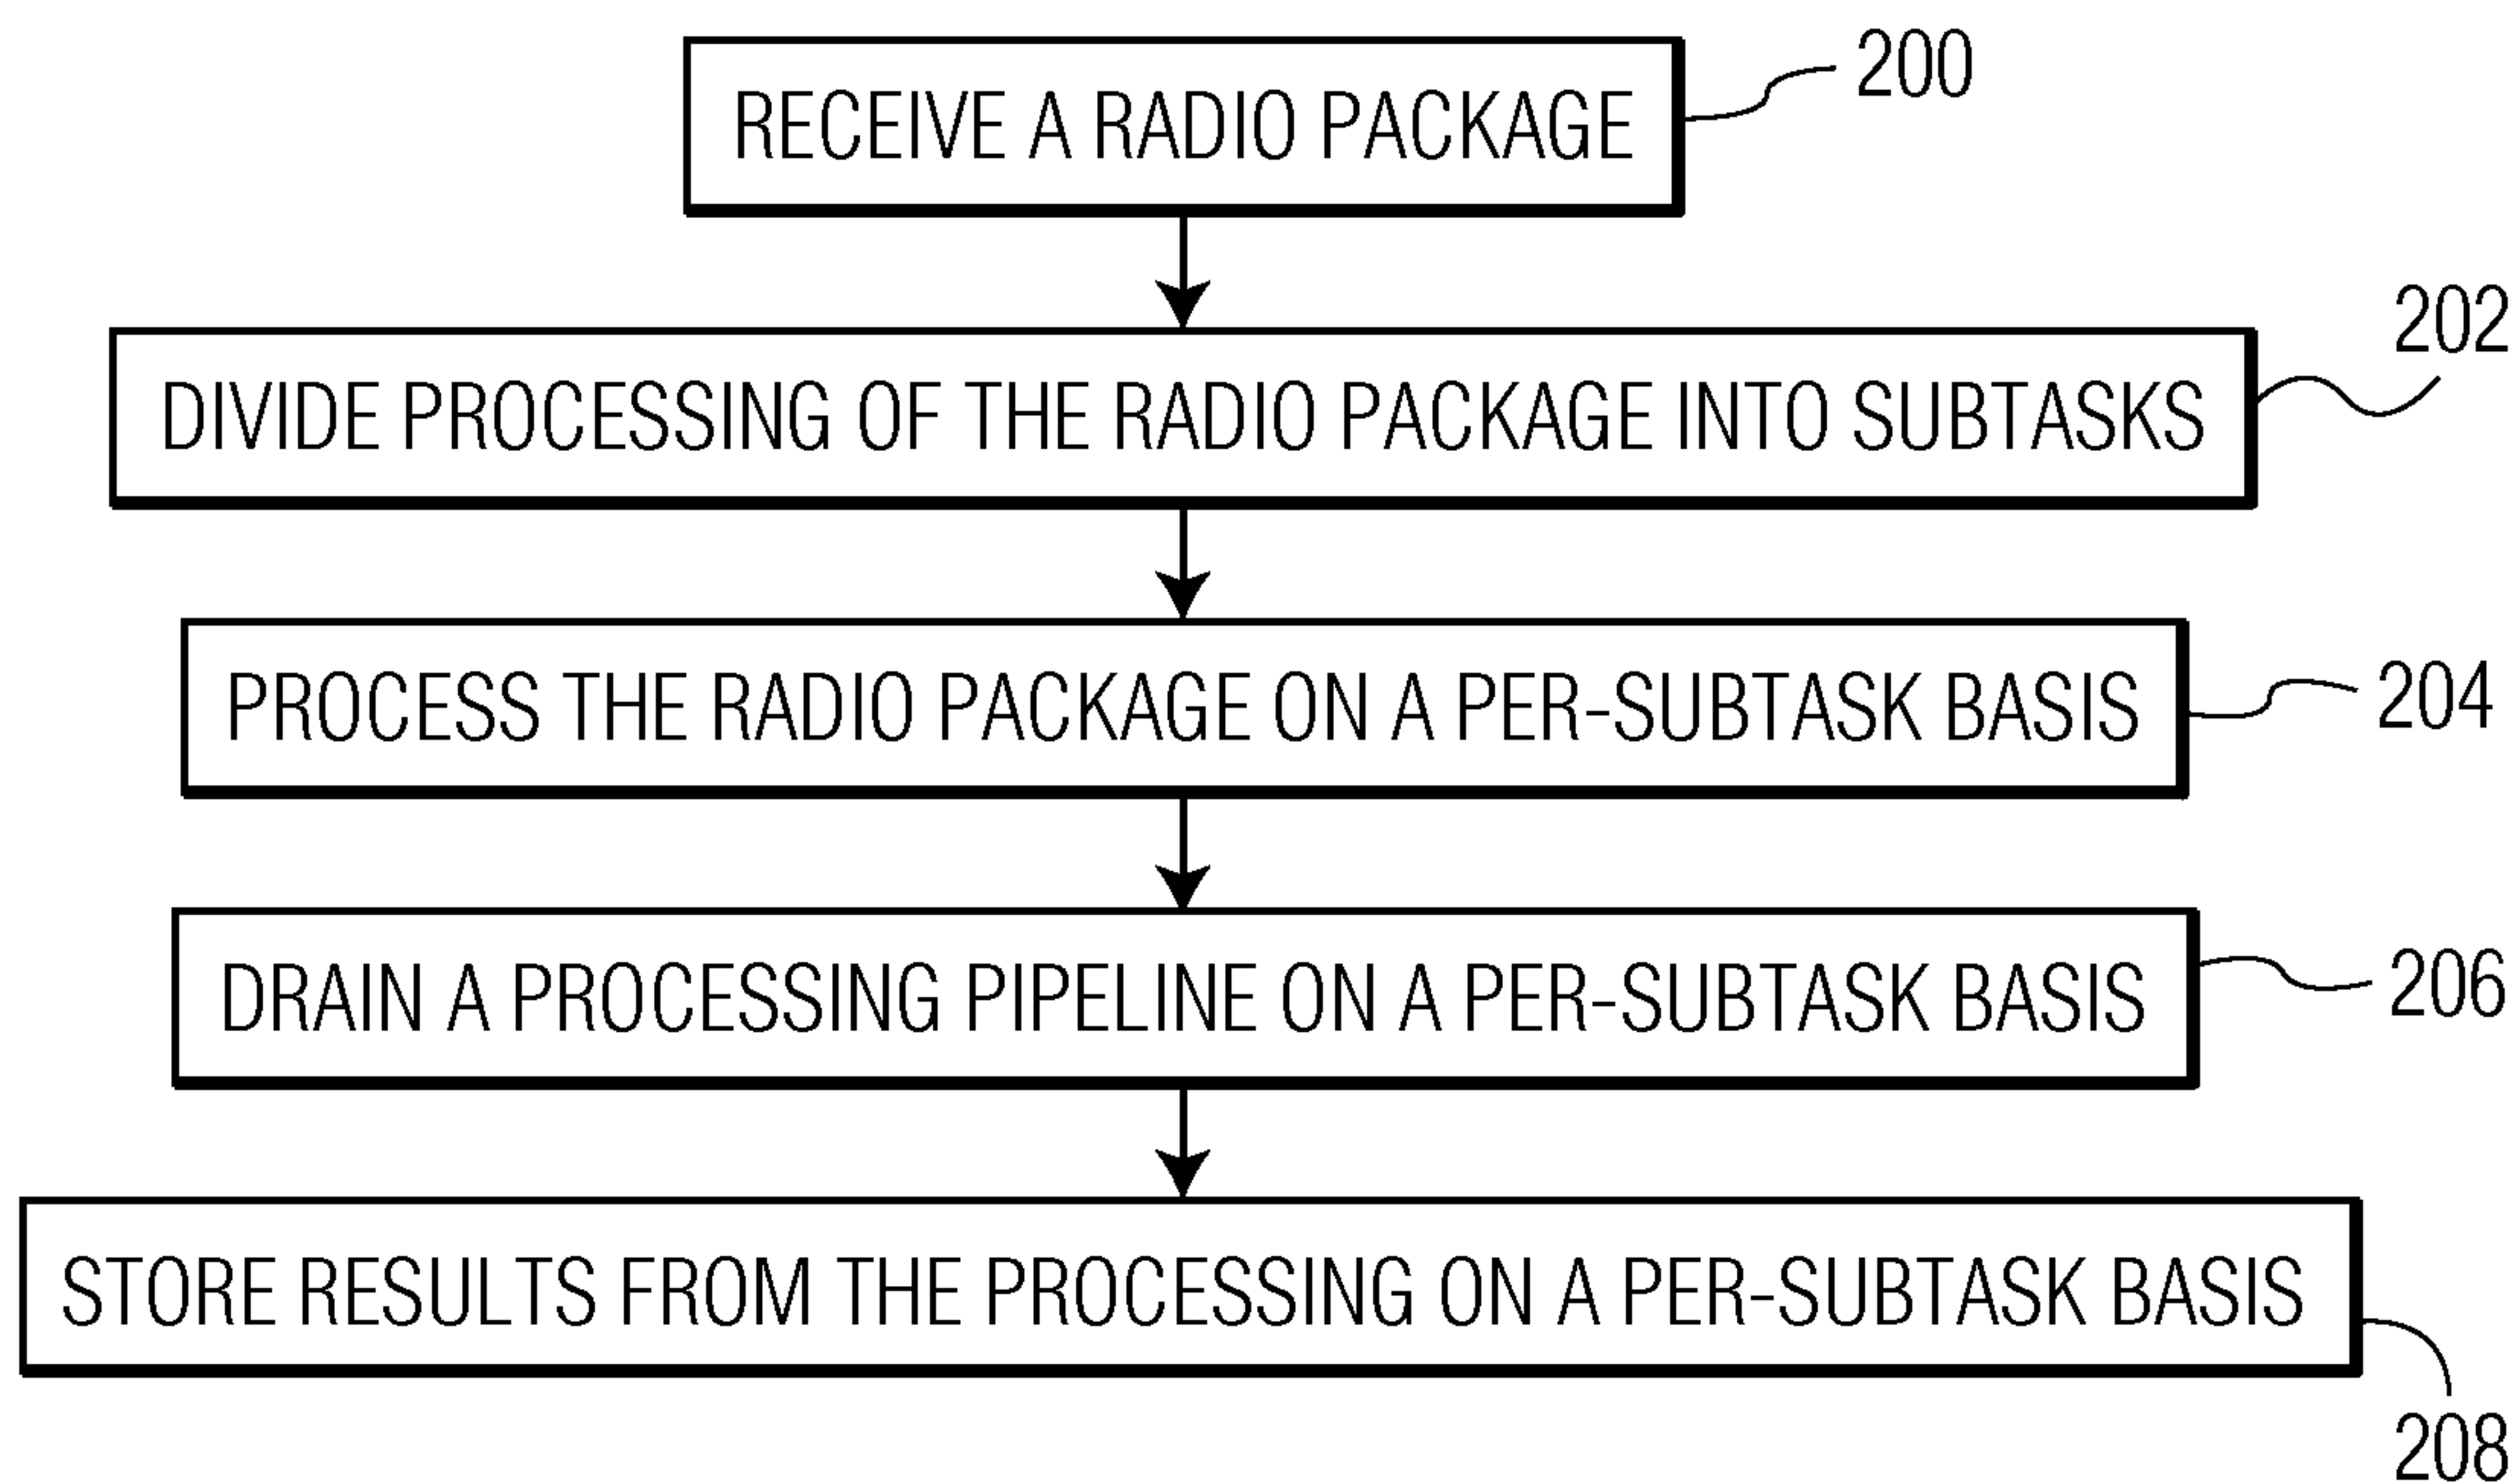 RECEIVE A RADIO PACKAGE
200
DIVIDE PROCESSING OF THE RADIO PACKAGE INTO SUBTASKS
202
PROCESS THE RADIO PACKAGE ON A PER-SUBTASK BASIS
204
DRAIN A PROCESSING PIPELINE ON A PER-SUBTASK BASIS
206
STORE RESULTS FROM THE PROCESSING ON A PER-SUBTASK BASIS
208